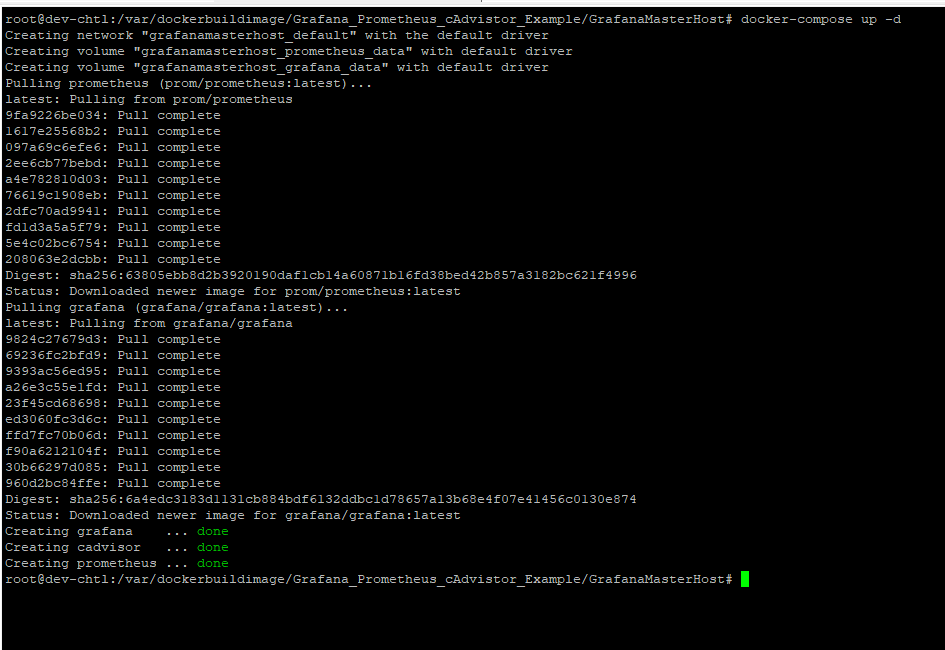 root@dev-chtl:/var/dockerbuildimage/Grafana_Prometheus_cAdvistor_Example/GrafanaMasterHost# docker-compose up -d
Creating network "grafanamasterhost_default" with the default driver
Creating volume "grafanamasterhost_prometheus_data" with default driver
Creating volume "grafanamasterhost_grafana_data" with default driver
Pulling prometheus (prom/prometheus:latest)...
latest: Pulling from prom/prometheus
9fa9226be034: Pull complete
1617e25568b2: Pull complete
097a69c6efe6: Pull complete
2ee6cb77bebd: Pull complete
a4e782810d03: Pull complete
76619c1908eb: Pull complete
2dfc70ad9941: Pull complete
fd1d3a5a5f79: Pull complete
5e4c02bc6754: Pull complete
208063e2dcbb: Pull complete
Digest: sha256:63805ebb8d2b3920190daf1cb14a60871b16fd38bed42b857a3182bc621f4996
Status: Downloaded newer image for prom/prometheus:latest
Pulling grafana (grafana/grafana:latest)...
latest: Pulling from grafana/grafana
9824c27679d3: Pull complete
69236fc2bfd9: Pull complete
9393ac56ed95: Pull complete
a26e3c55e1fd: Pull complete
23f45cd68698: Pull complete
ed3060fc3d6c: Pull complete
ffd7fc70b06d: Pull complete
f90a6212104f: Pull complete
30b66297d085: Pull complete
960d2bc84ffe: Pull complete
Digest: sha256:6a4edc3183d1131cb884bdf6132ddbc1d78657a13b68e4f07e41456c0130e874
Status: Downloaded newer image for grafana/grafana:latest
Creating grafana    ... done
Creating cadvisor   ... done
Creating prometheus ... done
root@dev-chtl:/var/dockerbuildimage/Grafana_Prometheus_cAdvistor_Example/GrafanaMasterHost#